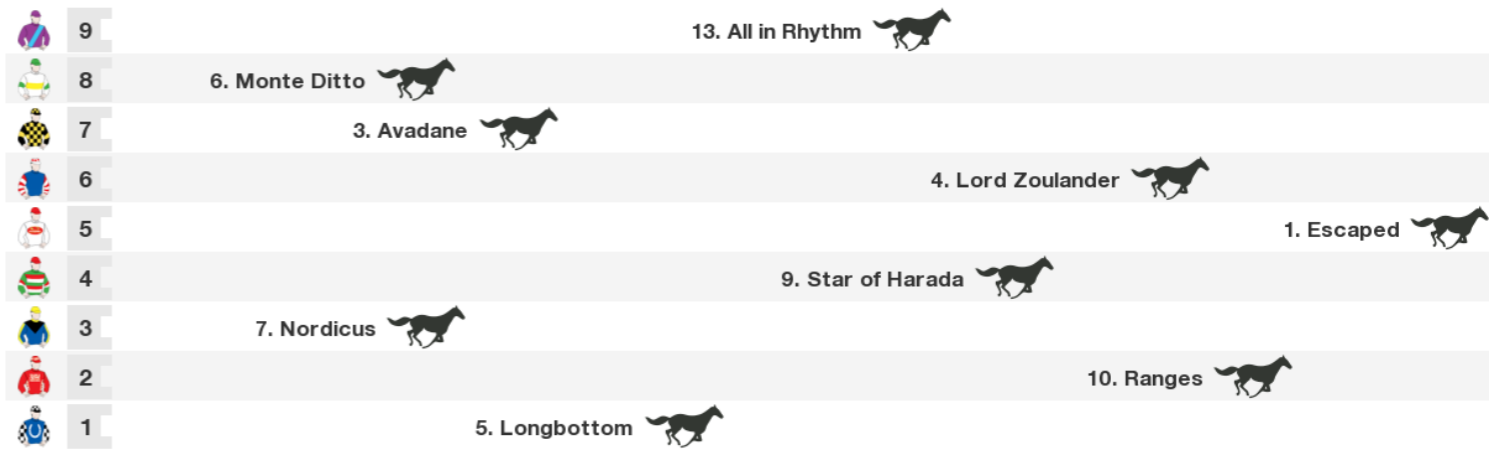 9 13. All in Rhythm
8 6. Monte Ditto
7 3. Avadane
6 4. Lord Zoulander
5 1. Escaped
4 9. Star of Harada
3 7. Nordicus
2 10. Ranges
1 5. Longbottom